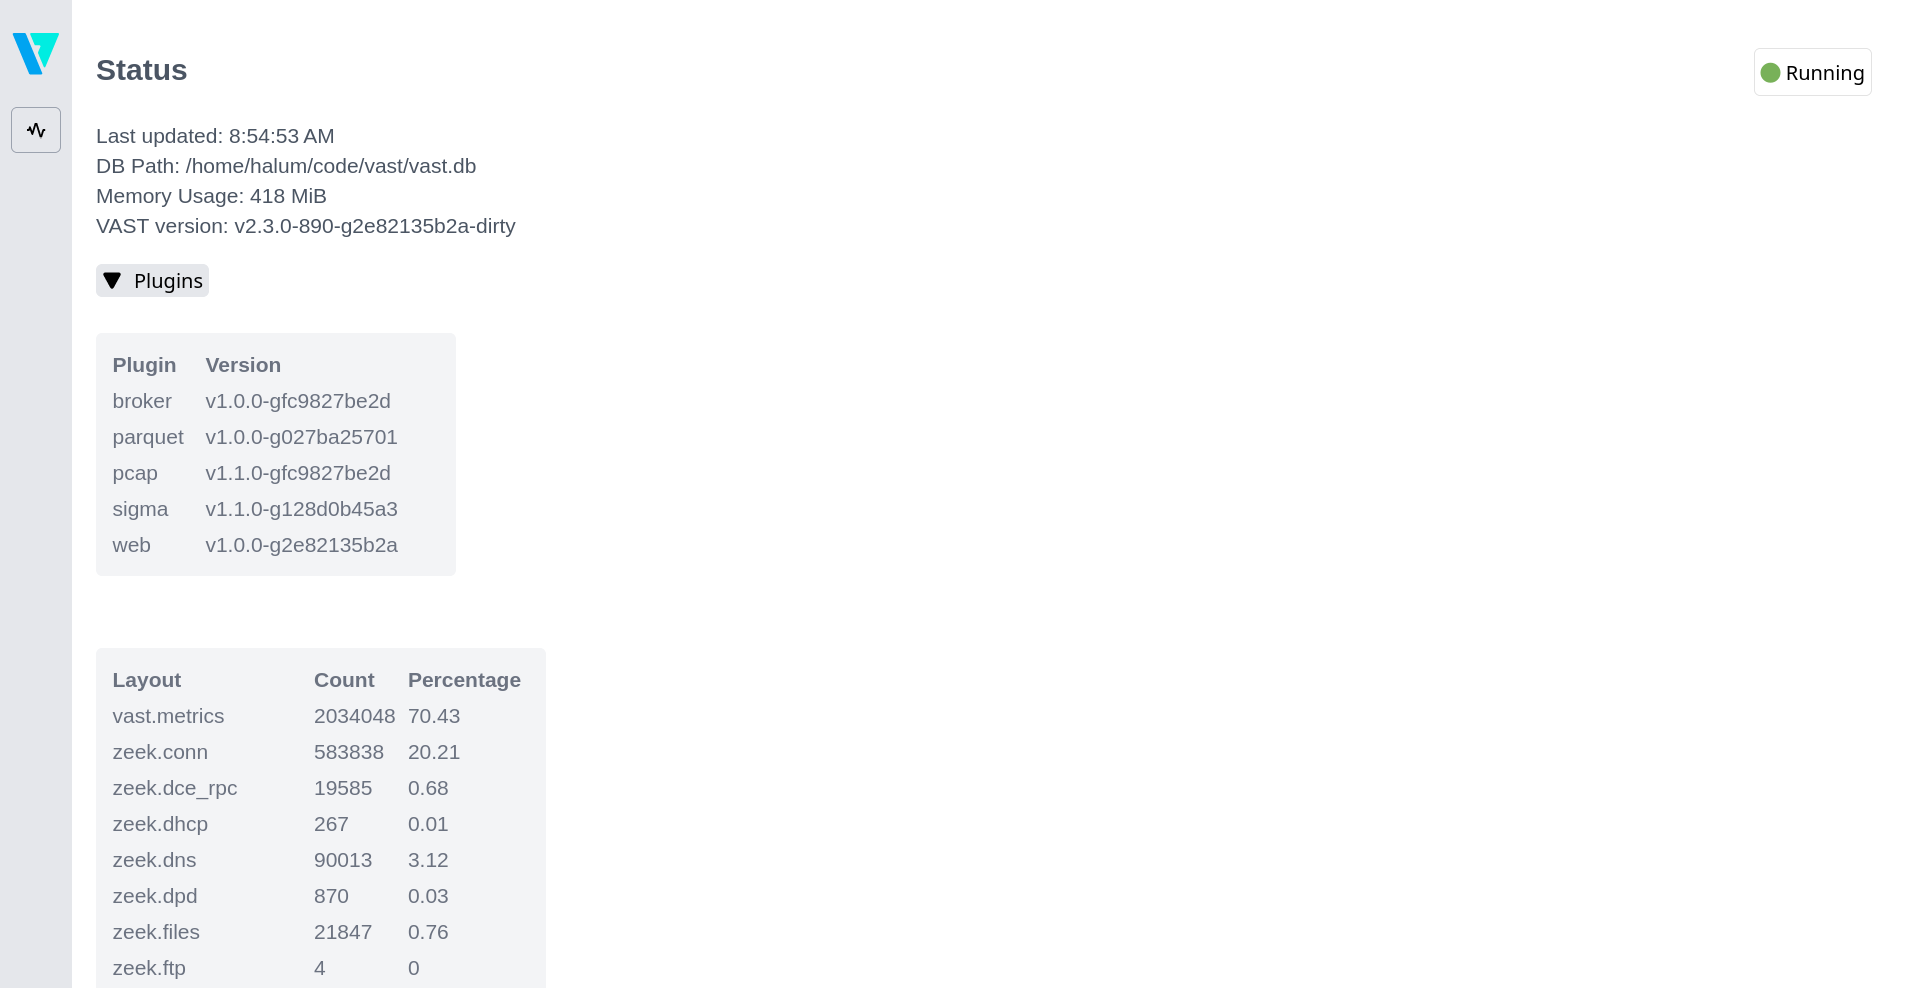 Status
Running
Last updated: 8:54:53 AM
DB Path: /home/halum/code/vast/vast.db
Memory Usage: 418 MiB
VAST version: v2.3.0-890-g2e82135b2a-dirty
Plugins
Plugin Version
broker v1.0.0-gfc9827be2d
parquet v1.0.0-g027ba25701
pcap v1.1.0-gfc9827be2d
sigma v1.1.0-g128d0b45a3
web v1.0.0-g2e82135b2a
Layout Count Percentage
vast.metrics 2034048 70.43
zeek.conn 583838 20.21
zeek.dce_rpc 19585 0.68
zeek.dhcp 267 0.01
zeek.dns 90013 3.12
zeek.dpd 870 0.03
zeek.files 21847 0.76
zeek.ftp 4 0